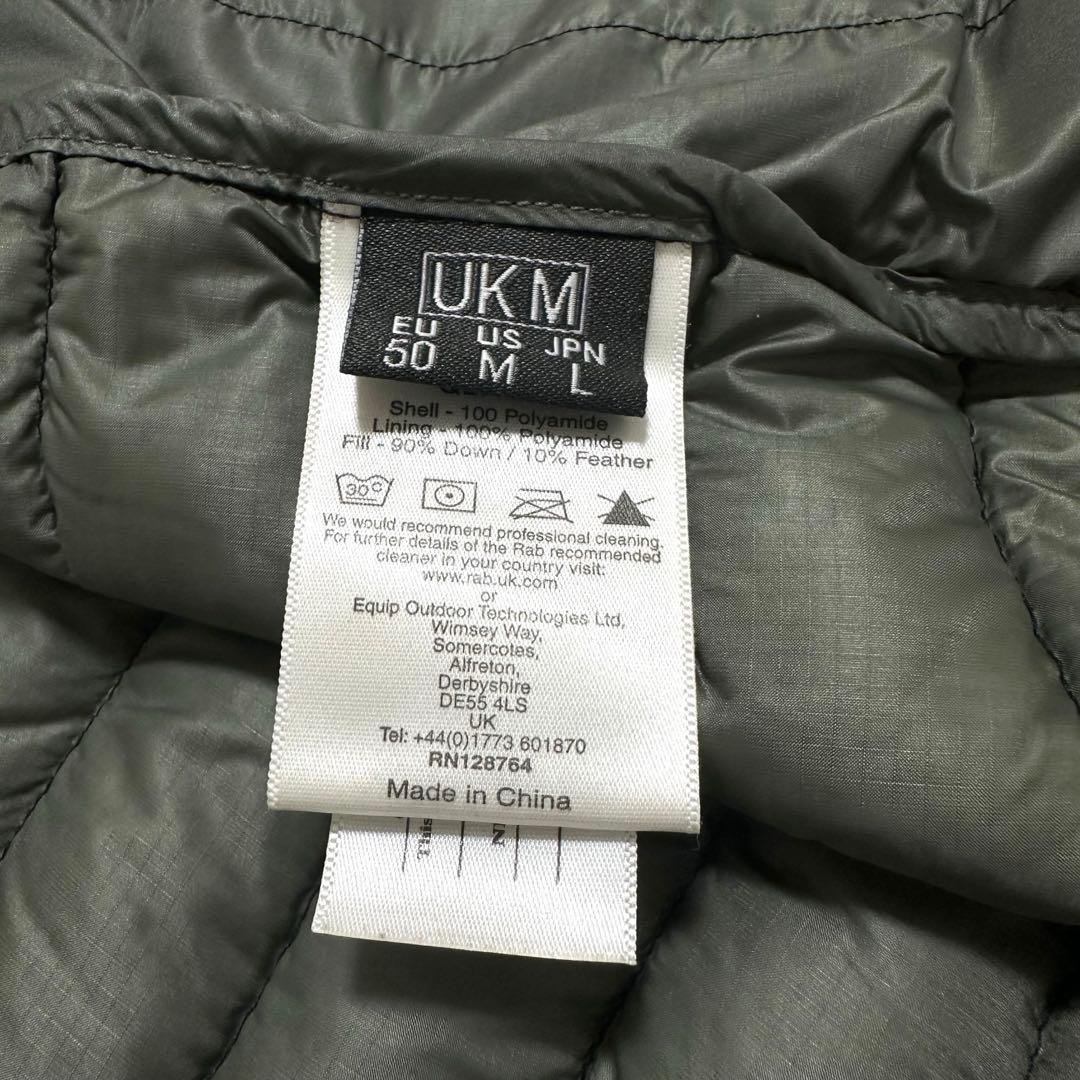 UK M
EU US JPN
50 M L
Shell - 100 Polyamide
Lining - 100% Polyamide
Fill - 90% Down / 10% Feather
30°C
We would recommend professional cleaning.
For further details of the Rab recommended
cleaner in your country visit:
www.rab.uk.com
or
Equip Outdoor Technologies Ltd,
Wimsey Way,
Somercotes,
Alfreton,
Derbyshire
DE55 4LS
UK
Tel: +44(0)1773 601870
RN128764
Made in China
This